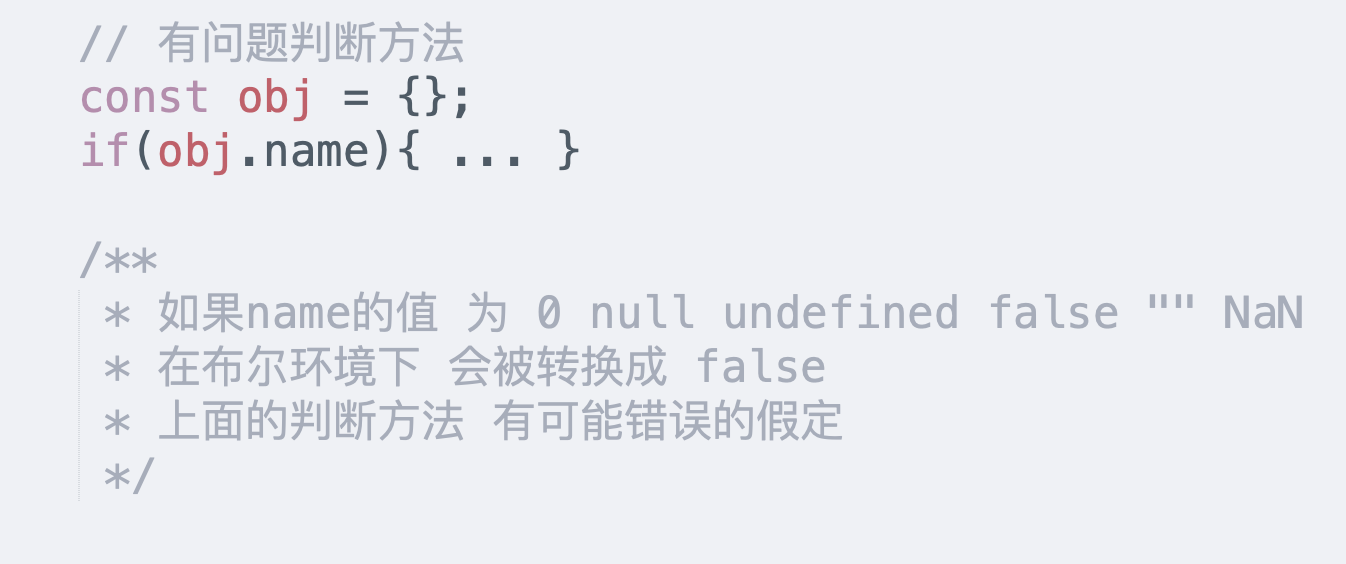 // 有问题判断方法
const obj = {};
if(obj.name){ ... }
/**
* 如果name的值 为 0 null undefined false "" NaN
* 在布尔环境下 会被转换成 false
* 上面的判断方法 有可能错误的假定
*/